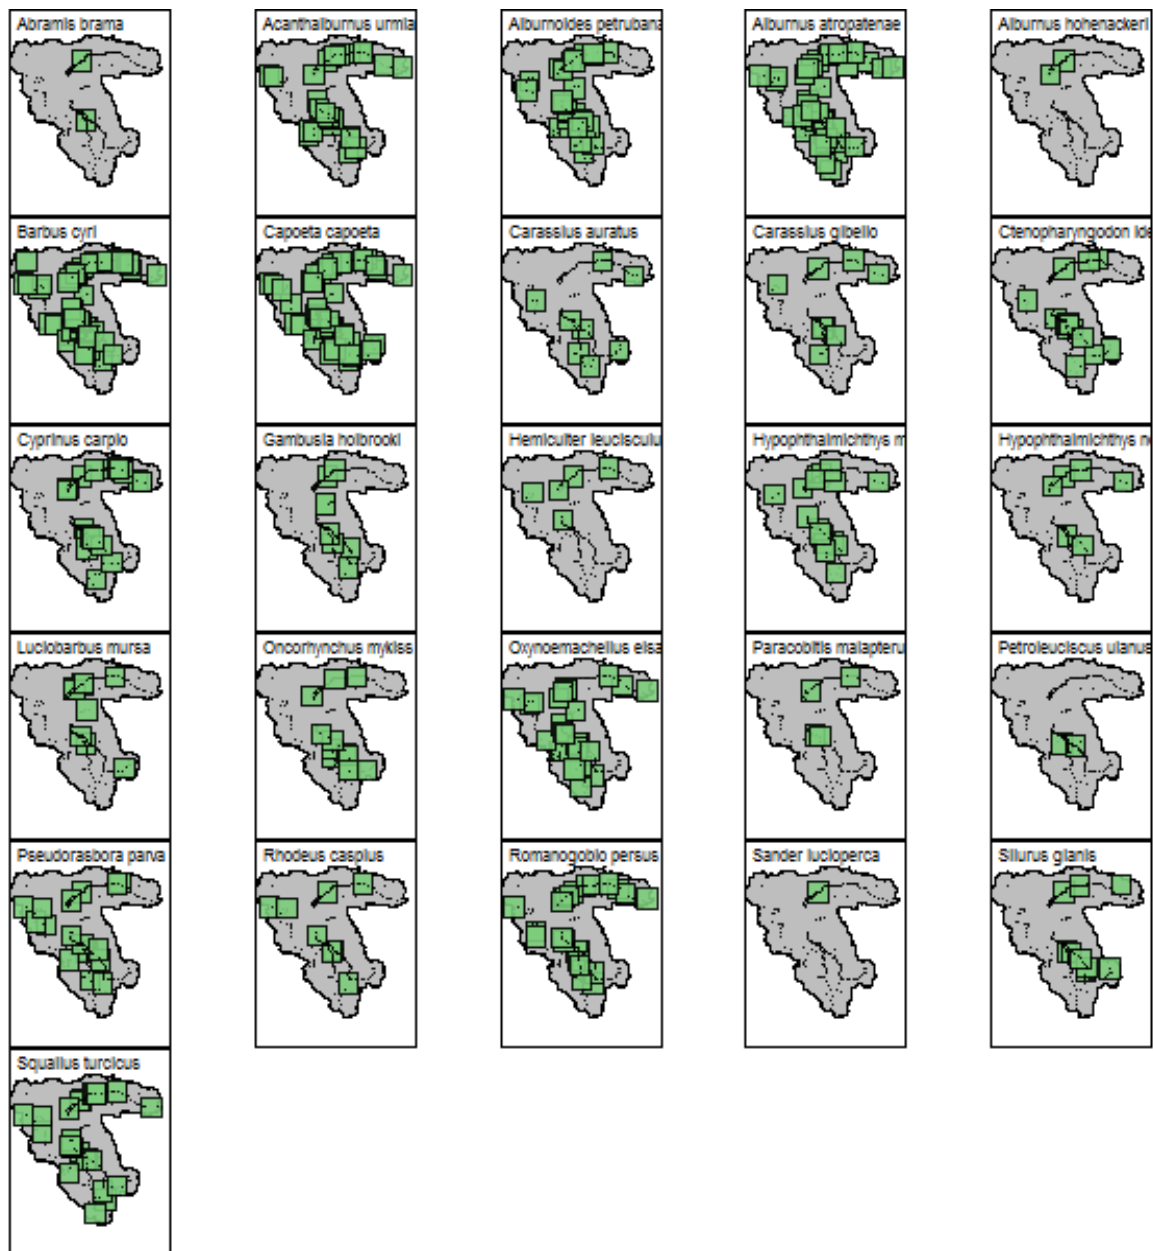 Abramis brama
Acanthalburnus urmia
Alburnoides petrubana
Alburnus atropatenae
Alburnus hohenackeri
Barbus cyri
Capoeta capoeta
Carassius auratus
Carassius gibelio
Ctenopharyngodon ide
Cyprinus carpio
Gambusia holbrooki
Hemiculter leucisculu
Hypophthalmichthys m
Hypophthalmichthys no
Luciobarbus mursa
Oncorhynchus mykiss
Oxynoemacheilus elsa
Paracobitis malapteru
Petroleuciscus ulanus
Pseudorasbora parva
Rhodeus caspius
Romanogobio persus
Sander lucioperca
Silurus glanis
Squalius turcicus